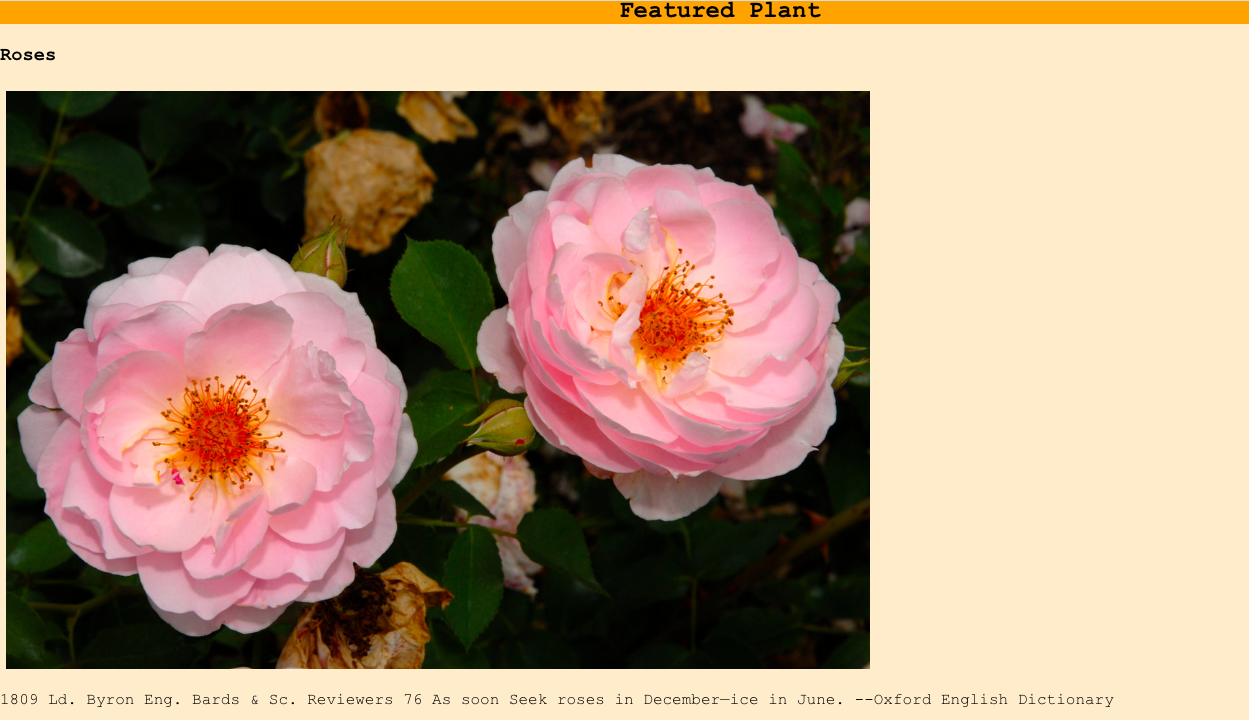 Featured Plant
Roses
1809 Ld. Byron Eng. Bards & Sc. Reviewers 76 As soon Seek roses in December—ice in June. --Oxford English Dictionary